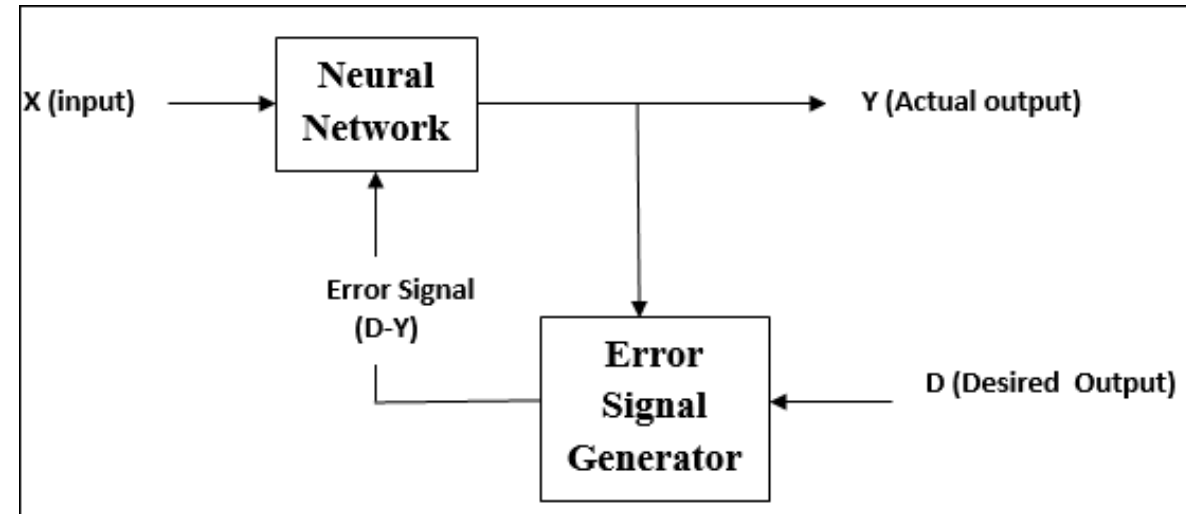 Neural
Network
X (input)
Y (Actual output)
Error Signal
(D-Y)
Error
Signal
Generator
D (Desired Output)